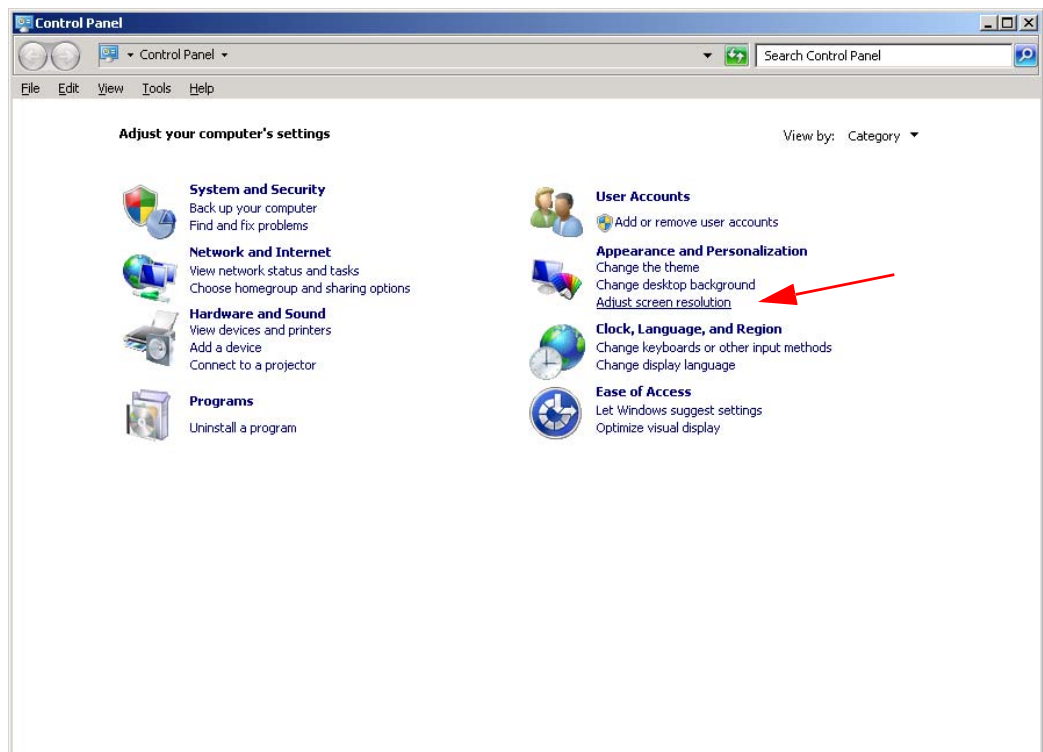 Control Panel
Control Panel
Search Control Panel
File Edit View Tools Help
Adjust your computer's settings
View by: Category
System and Security
Back up your computer
Find and fix problems
Network and Internet
View network status and tasks
Choose homegroup and sharing options
Hardware and Sound
View devices and printers
Add a device
Connect to a projector
Programs
Uninstall a program
User Accounts
Add or remove user accounts
Appearance and Personalization
Change the theme
Change desktop background
Adjust screen resolution
Clock, Language, and Region
Change keyboards or other input methods
Change display language
Ease of Access
Let Windows suggest settings
Optimize visual display